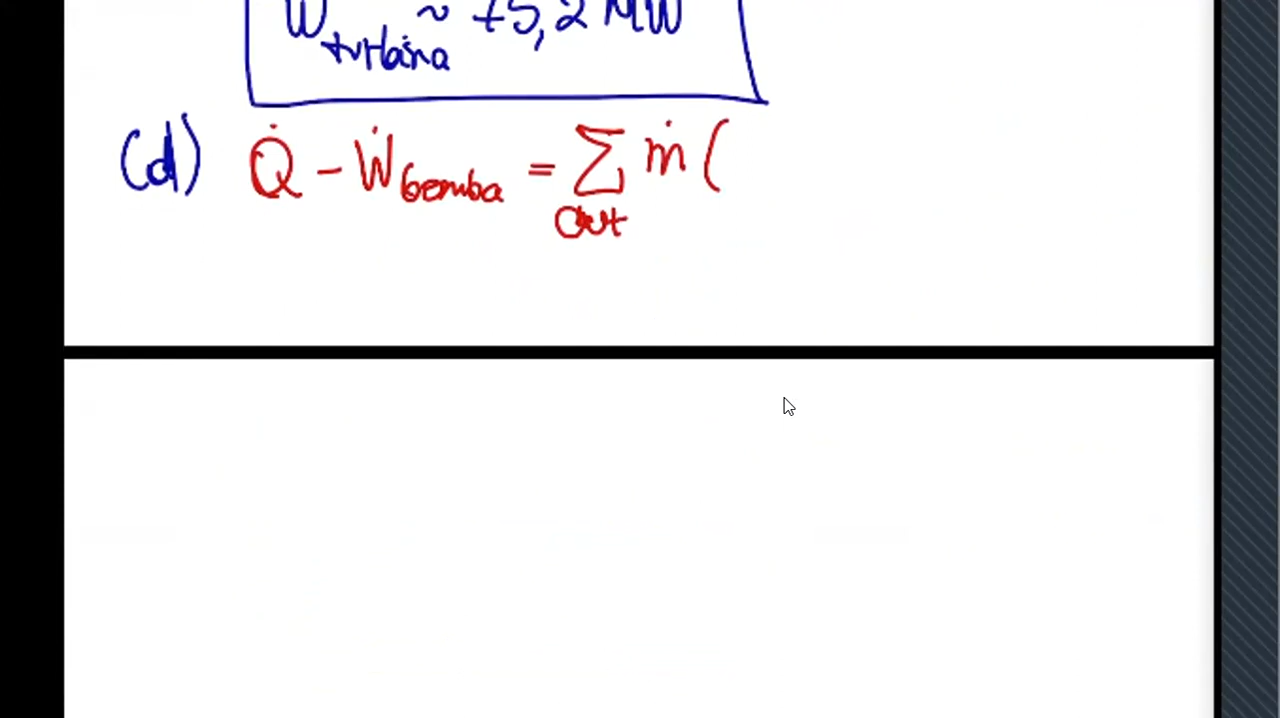 Ẇturbina ~ 75,2 MW
(d) Q̇ - Ẇbomba = Σ ṁ (
out